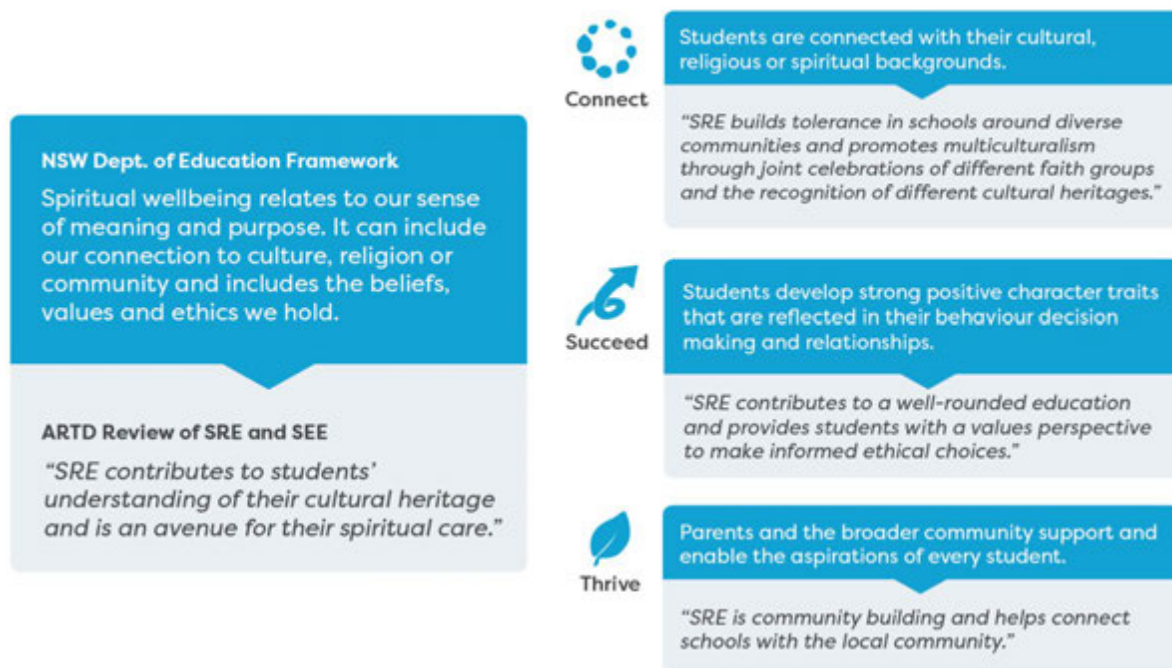 NSW Dept. of Education Framework
Spiritual wellbeing relates to our sense
of meaning and purpose. It can include
our connection to culture, religion or
community and includes the beliefs,
values and ethics we hold.
ARTD Review of SRE and SEE
“SRE contributes to students’
understanding of their cultural heritage
and is an avenue for their spiritual care.”
Connect
Students are connected with their cultural,
religious or spiritual backgrounds.
“SRE builds tolerance in schools around diverse
communities and promotes multiculturalism
through joint celebrations of different faith groups
and the recognition of different cultural heritages.”
Succeed
Students develop strong positive character traits
that are reflected in their behaviour decision
making and relationships.
“SRE contributes to a well-rounded education
and provides students with a values perspective
to make informed ethical choices.”
Thrive
Parents and the broader community support and
enable the aspirations of every student.
“SRE is community building and helps connect
schools with the local community.”